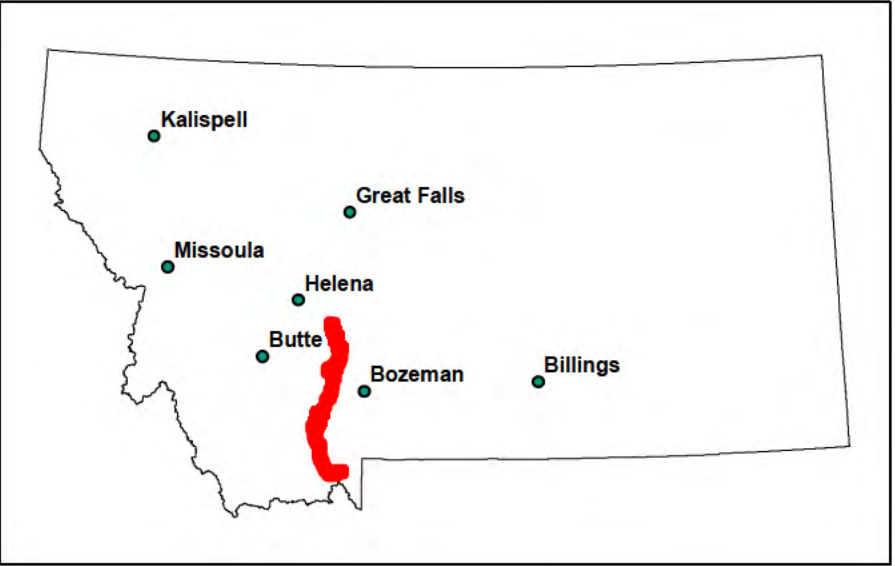 Kalispell
Great Falls
Missoula
Helena
Butte
Billings
Bozeman